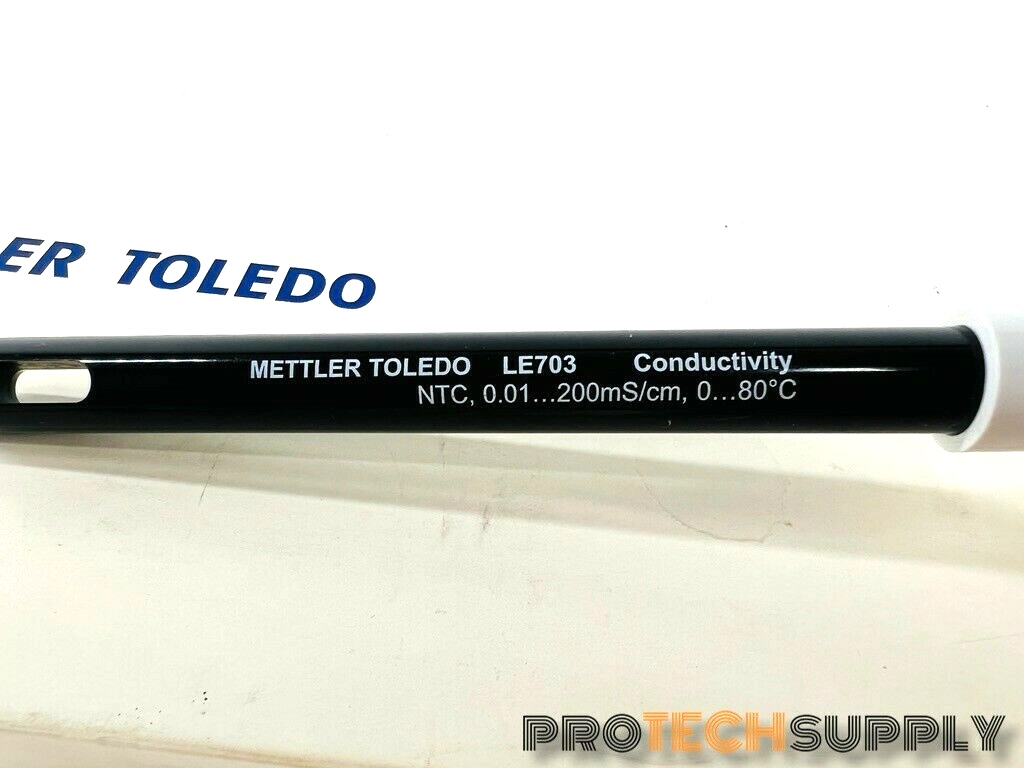 ER TOLEDO
METTLER TOLEDO LE703 Conductivity
NTC, 0.01...200mS/cm, 0...80°C
PROTECHSUPPLY